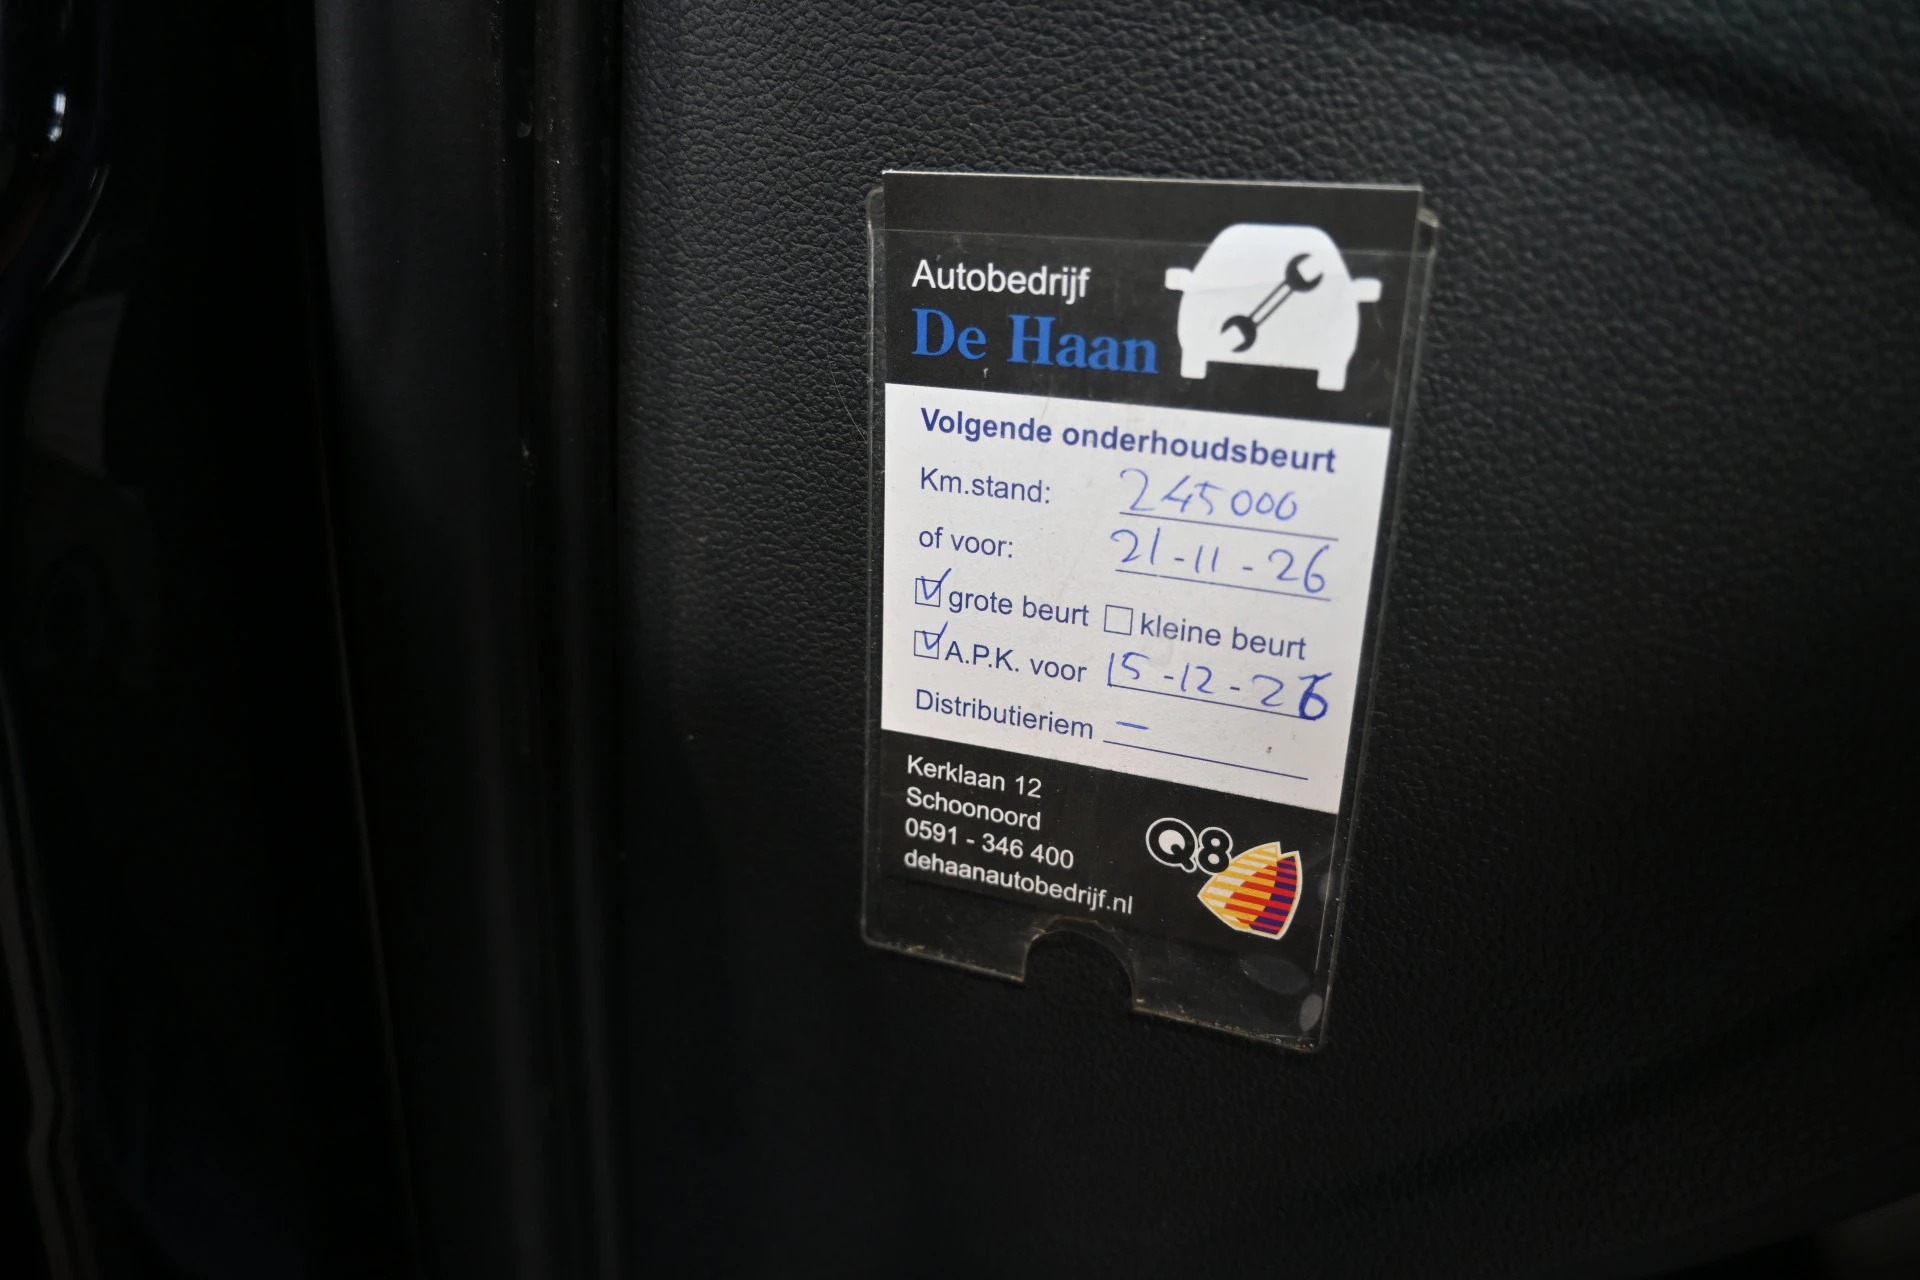 Autobedrijf
De Haan
Volgende onderhoudsbeurt
Km.stand: 245000
of voor: 21-11-26
grote beurt kleine beurt
A.P.K. voor 15-12-26
Distributieriem —
Kerklaan 12
Schoonoord
0591 - 346 400
dehaanautobedrijf.nl
Q8